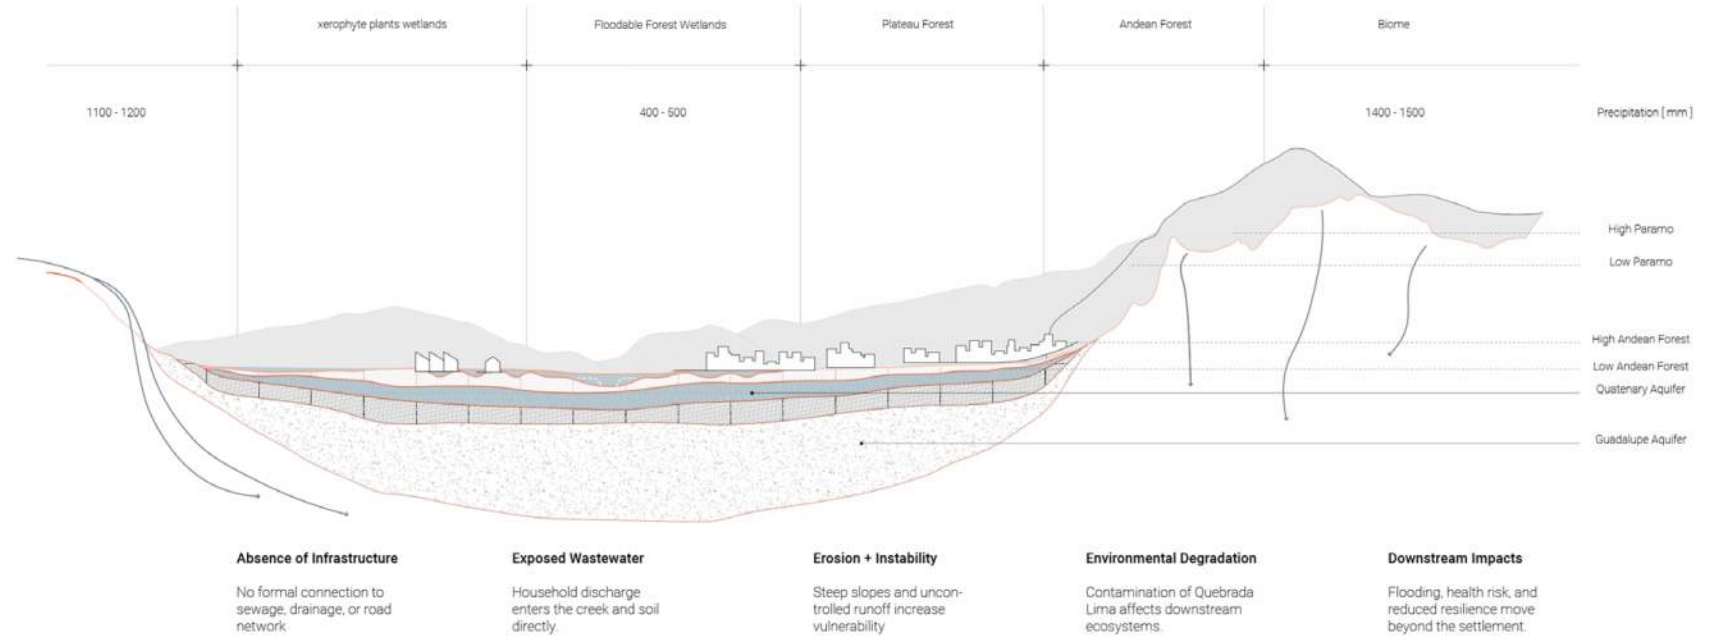 xerophyte plants wetlands
Floodable Forest Wetlands
Plateau Forest
Andean Forest
Biome
1100 - 1200
400 - 500
1400 - 1500
Precipitation [ mm ]
High Paramo
Low Paramo
High Andean Forest
Low Andean Forest
Quatenary Aquifer
Guadalupe Aquifer
Absence of Infrastructure
No formal connection to
sewage, drainage, or road
network
Exposed Wastewater
Household discharge
enters the creek and soil
directly.
Erosion + Instability
Steep slopes and uncon-
trolled runoff increase
vulnerability
Environmental Degradation
Contamination of Quebrada
Lima affects downstream
ecosystems.
Downstream Impacts
Flooding, health risk, and
reduced resilience move
beyond the settlement.